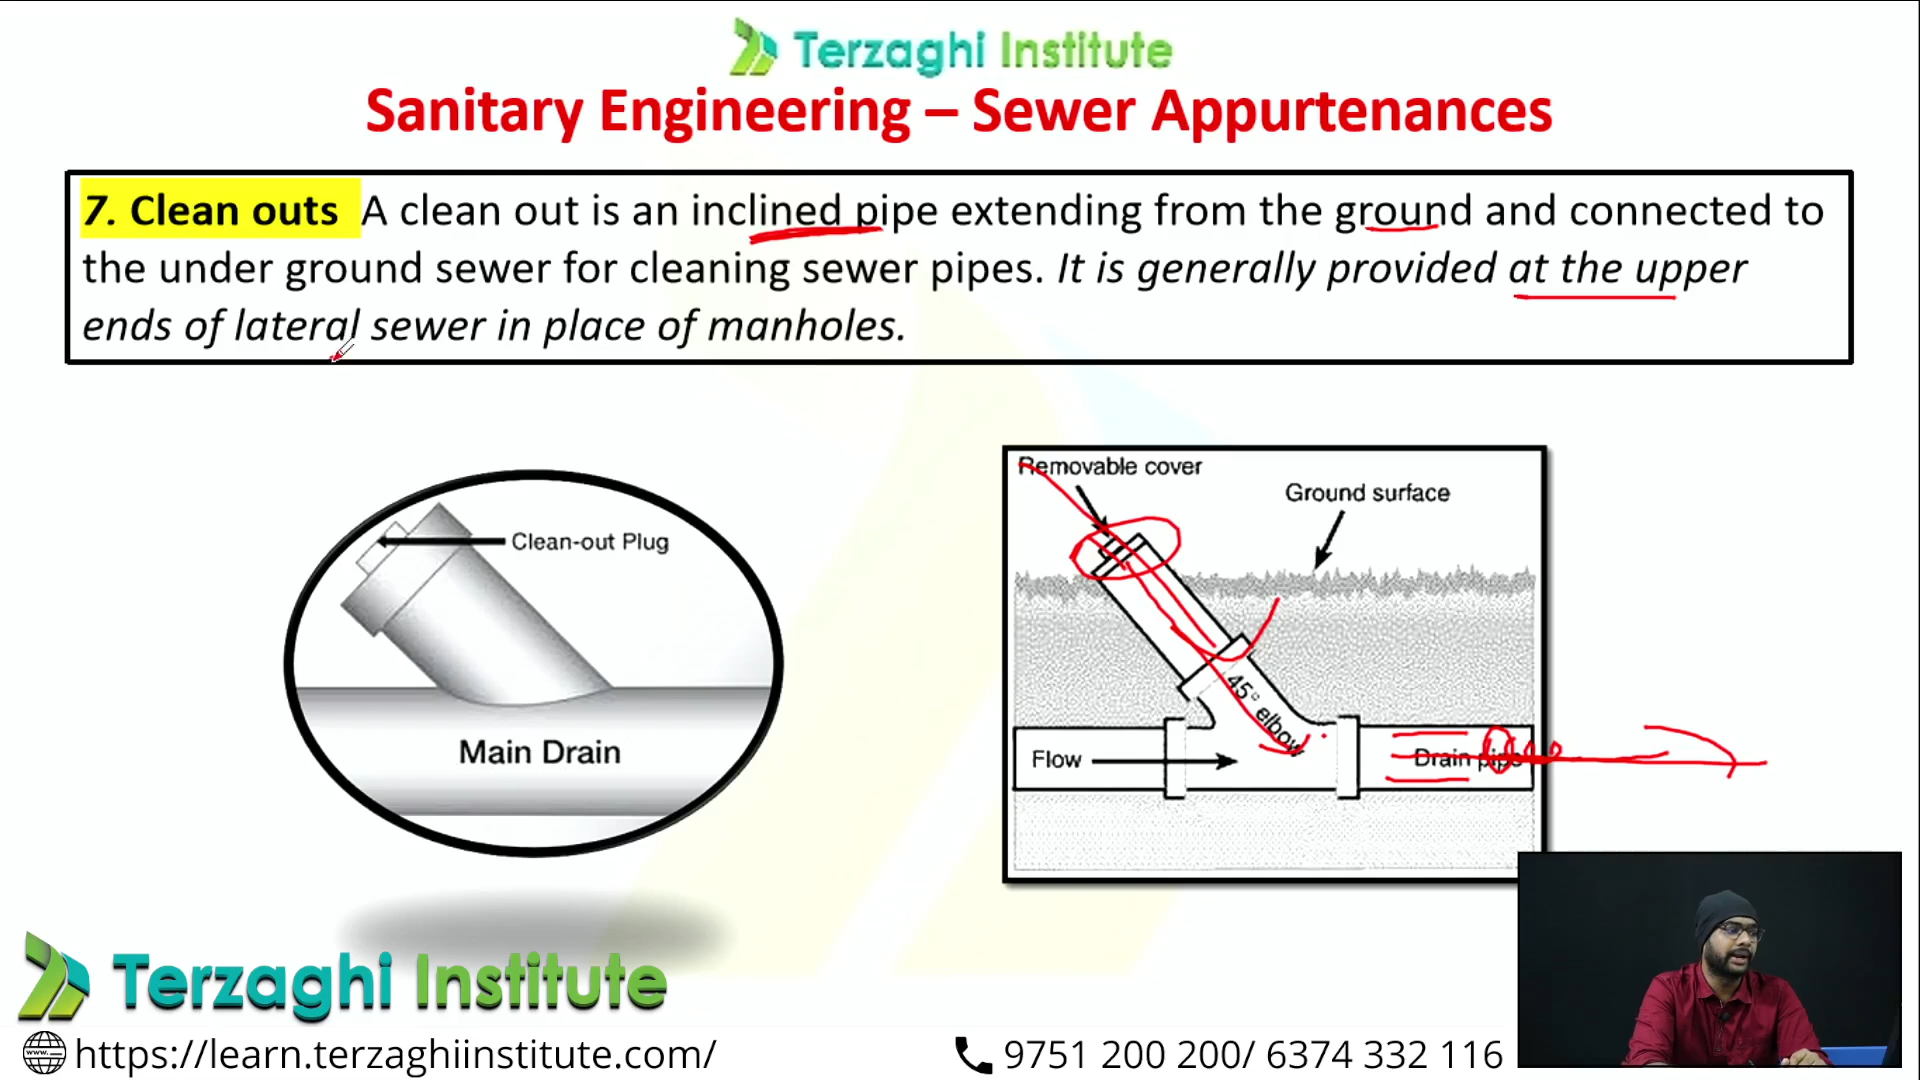 Terzaghi Institute
Sanitary Engineering – Sewer Appurtenances
7. Clean outs A clean out is an inclined pipe extending from the ground and connected to
the under ground sewer for cleaning sewer pipes. It is generally provided at the upper
ends of lateral sewer in place of manholes.
Clean-out Plug
Main Drain
Removable cover
Ground surface
45° elbow
Flow
Drain pipe
Terzaghi Institute
www.
https://learn.terzaghiinstitute.com/
9751 200 200/ 6374 332 116